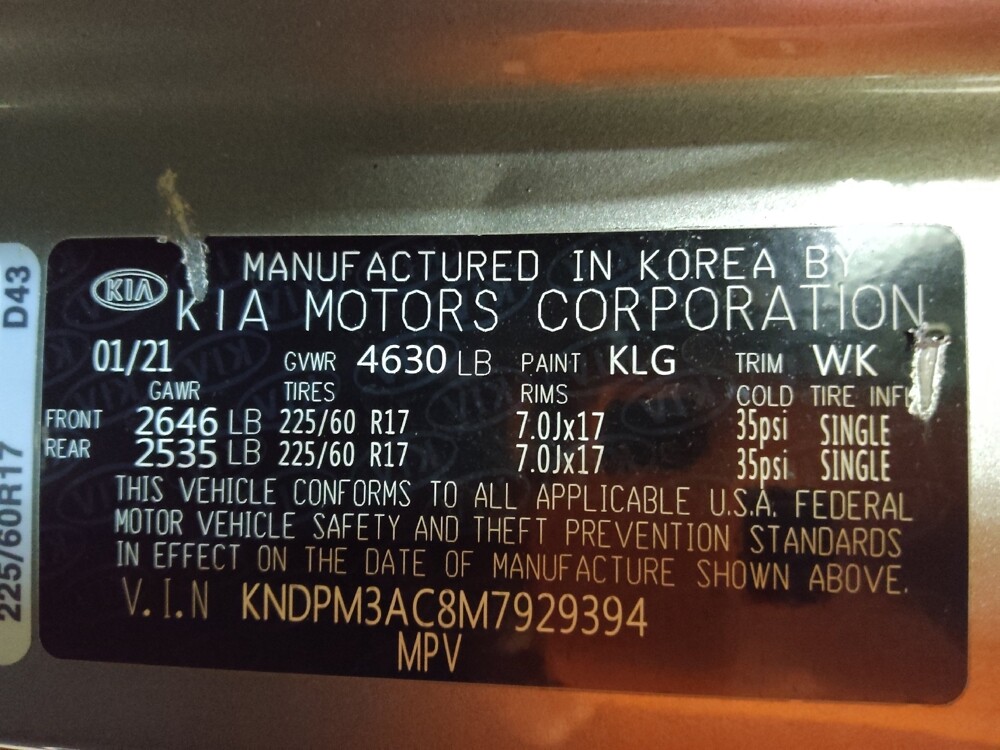 MANUFACTURED IN KOREA BY
KIA
KIA MOTORS CORPORATION
01/21 GVWR 4630 LB PAINT KLG TRIM WK
GAWR TIRES RIMS COLD TIRE INFL
FRONT 2646 LB 225/60 R17 7.0Jx17 35psi SINGLE
REAR 2535 LB 225/60 R17 7.0Jx17 35psi SINGLE
THIS VEHICLE CONFORMS TO ALL APPLICABLE U.S.A. FEDERAL
MOTOR VEHICLE SAFETY AND THEFT PREVENTION STANDARDS
IN EFFECT ON THE DATE OF MANUFACTURE SHOWN ABOVE.
V.I.N KNDPM3AC8M7929394
MPV
225/60R17 D43